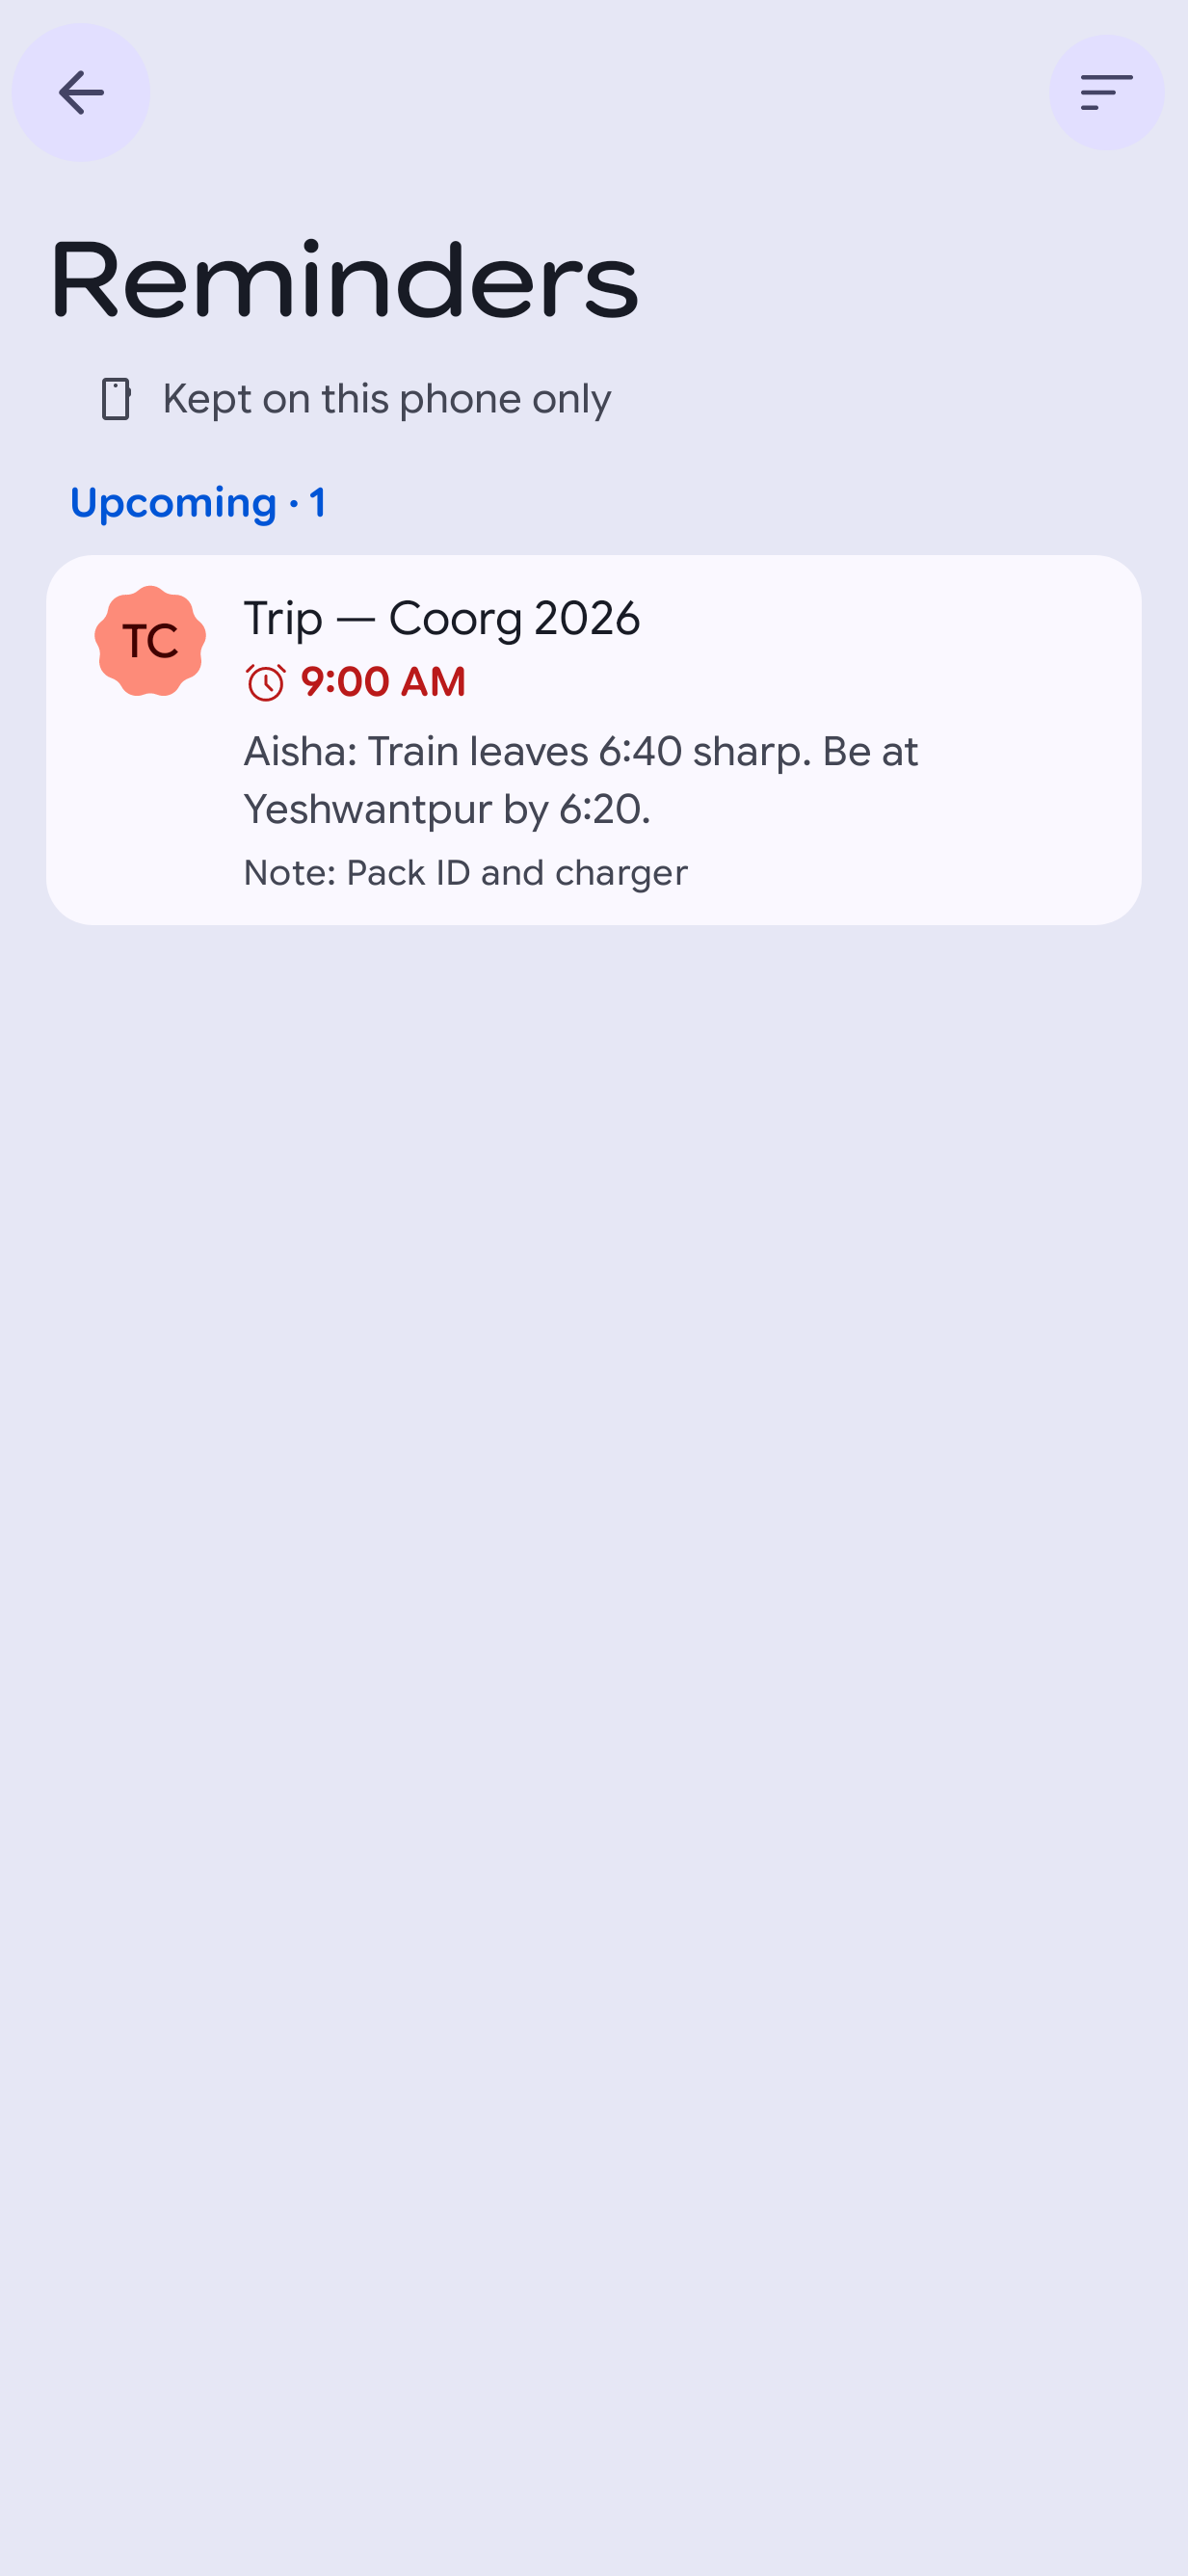 Reminders
Kept on this phone only
Upcoming · 1
TC
Trip — Coorg 2026
9:00 AM
Aisha: Train leaves 6:40 sharp. Be at
Yeshwantpur by 6:20.
Note: Pack ID and charger